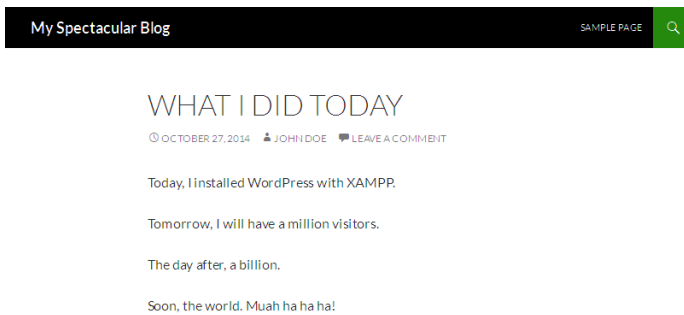 My Spectacular Blog
SAMPLE PAGE
WHAT I DID TODAY
OCTOBER 27, 2014 JOHN DOE LEAVE A COMMENT
Today, I installed WordPress with XAMPP.
Tomorrow, I will have a million visitors.
The day after, a billion.
Soon, the world. Muah ha ha ha!